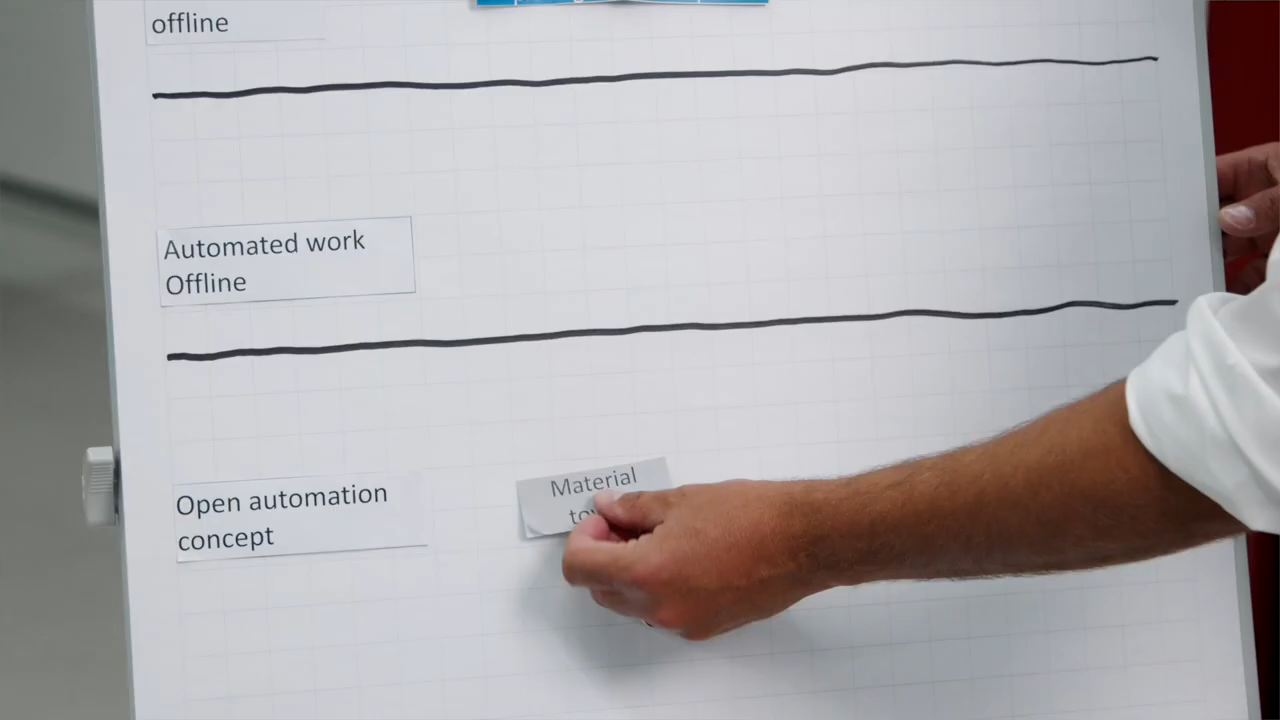 offline
Automated work
Offline
Open automation
concept
Material